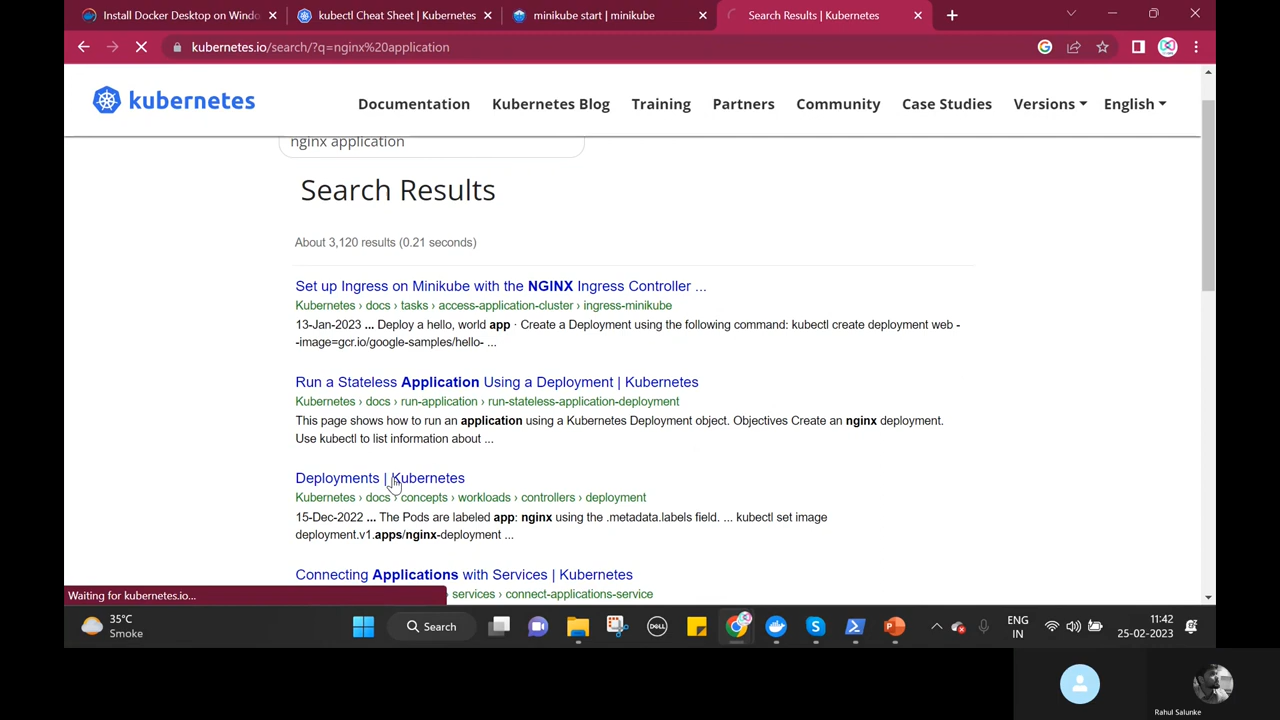 Install Docker Desktop on Windo
kubectl Cheat Sheet | Kubernetes
minikube start | minikube
Search Results | Kubernetes
kubernetes.io/search/?q=nginx%20application
kubernetes
Documentation
Kubernetes Blog
Training
Partners
Community
Case Studies
Versions
English
nginx application
Search Results
About 3,120 results (0.21 seconds)
Set up Ingress on Minikube with the NGINX Ingress Controller ...
Kubernetes › docs › tasks › access-application-cluster › ingress-minikube
13-Jan-2023 ... Deploy a hello, world app · Create a Deployment using the following command: kubectl create deployment web -
-image=gcr.io/google-samples/hello- ...
Run a Stateless Application Using a Deployment | Kubernetes
Kubernetes › docs › run-application › run-stateless-application-deployment
This page shows how to run an application using a Kubernetes Deployment object. Objectives Create an nginx deployment.
Use kubectl to list information about ...
Deployments | Kubernetes
Kubernetes › docs › concepts › workloads › controllers › deployment
15-Dec-2022 ... The Pods are labeled app: nginx using the .metadata.labels field. ... kubectl set image
deployment.v1.apps/nginx-deployment ...
Connecting Applications with Services | Kubernetes
› services › connect-applications-service
Waiting for kubernetes.io...
35°C
Smoke
Search
DELL
ENG
IN
11:42
25-02-2023
Rahul Salunke